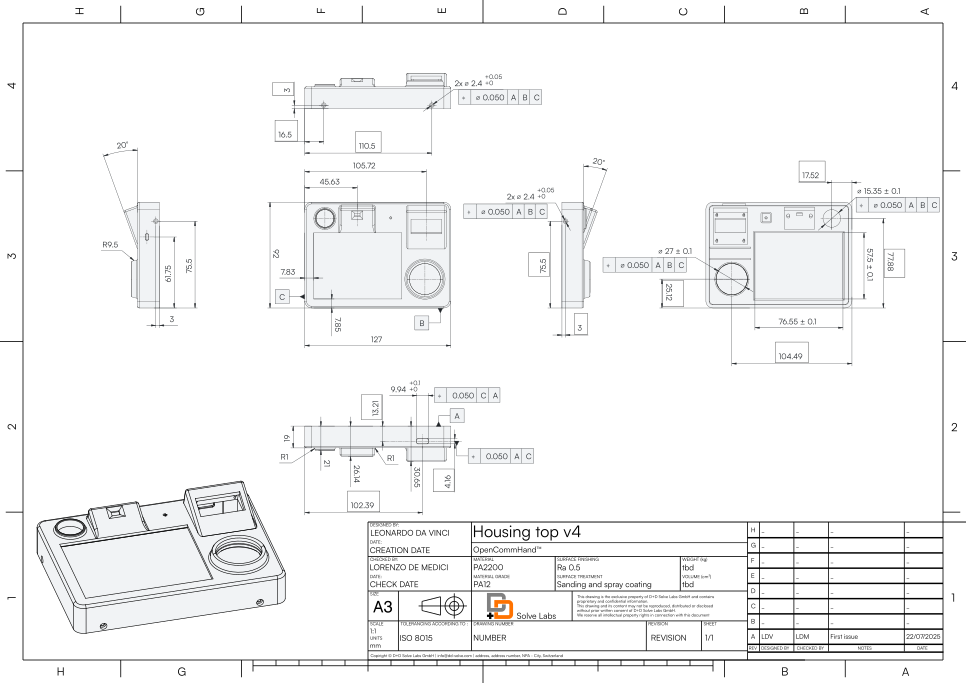 H G F E D C B A
4
4
3
3
2
2
1
1
H G B A
3
16.5
110.5
2x ⌀ 2.4 +0.05 +0
⌖ ⌀ 0.050 A B C
105.72
45.63
92
7.83
C
7.85
B
127
20°
R9.5
61.75
75.5
3
20°
2x ⌀ 2.4 +0.05 +0
⌖ ⌀ 0.050 A B C
75.5
3
17.52
⌀ 15.35 ± 0.1
⌖ ⌀ 0.050 A B C
⌀ 27 ± 0.1
⌖ ⌀ 0.050 A B C
25.12
57.5 ± 0.1
77.88
76.55 ± 0.1
104.49
9.94 +0.1 +0
⌖ 0.050 C A
13.21
A
19
R1
21
26.14
R1
30.65
4.16
⌖ 0.050 A C
102.39
DESIGNED BY:
LEONARDO DA VINCI
DATE:
CREATION DATE
CHECKED BY:
LORENZO DE MEDICI
DATE:
CHECK DATE
Housing top v4
OpenCommHand™
MATERIAL
PA2200
MATERIAL GRADE
PA12
SURFACE FINISHING
Ra 0.5
SURFACE TREATMENT
Sanding and spray coating
WEIGHT (kg)
tbd
VOLUME (cm³)
tbd
SIZE
A3
Solve Labs
This drawing is the exclusive property of D+D Solve Labs GmbH and contains
proprietary and confidential information.
This drawing and its content may not be reproduced, distributed or disclosed
without prior written consent of D+D Solve Labs GmbH.
We reserve all intellectual property rights in connection with this document
SCALE
1:1
UNITS
mm
TOLERANCING ACCORDING TO:
ISO 8015
DRAWING NUMBER
NUMBER
REVISION
REVISION
SHEET
1/1
Copyright © D+D Solve Labs GmbH | info@dd-solve.com | address, address number, NPA - City, Switzerland
H - - - -
G - - - -
F - - - -
E - - - -
D - - - -
C - - - -
B - - - -
A LDV LDM First issue 22/07/2025
REV DESIGNED BY CHECKED BY NOTES DATE